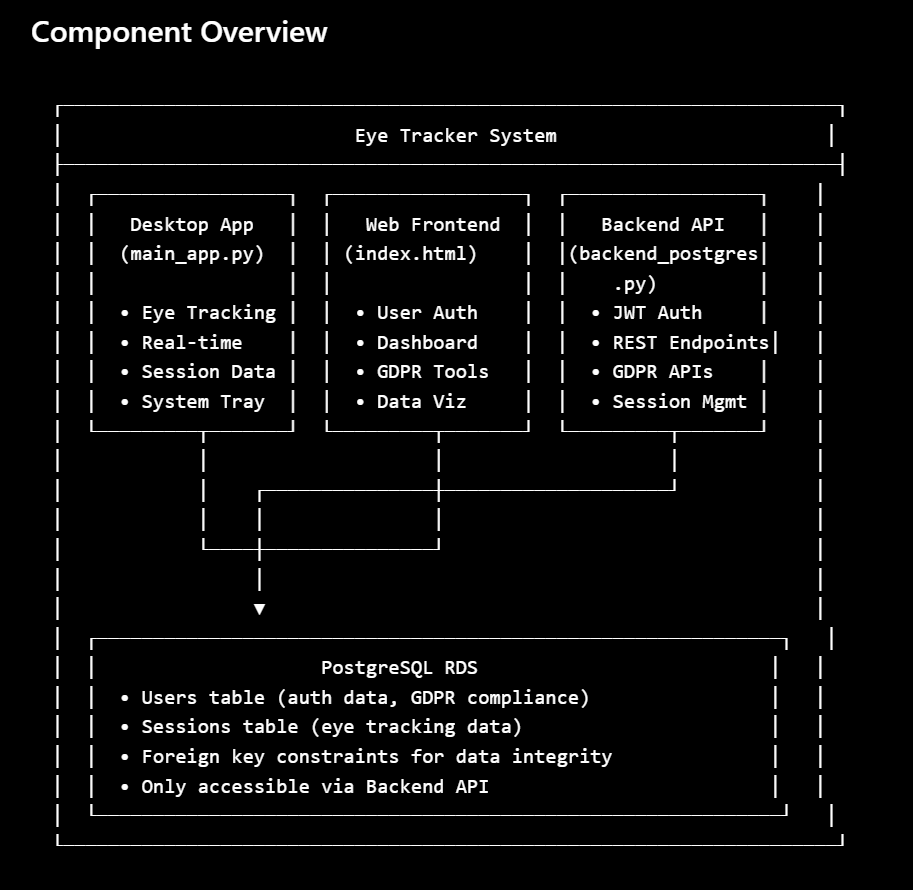 Component Overview
Eye Tracker System
Desktop App Web Frontend Backend API
(main_app.py) (index.html) (backend_postgres
.py)
• Eye Tracking • User Auth • JWT Auth
• Real-time • Dashboard • REST Endpoints
• Session Data • GDPR Tools • GDPR APIs
• System Tray • Data Viz • Session Mgmt
PostgreSQL RDS
• Users table (auth data, GDPR compliance)
• Sessions table (eye tracking data)
• Foreign key constraints for data integrity
• Only accessible via Backend API